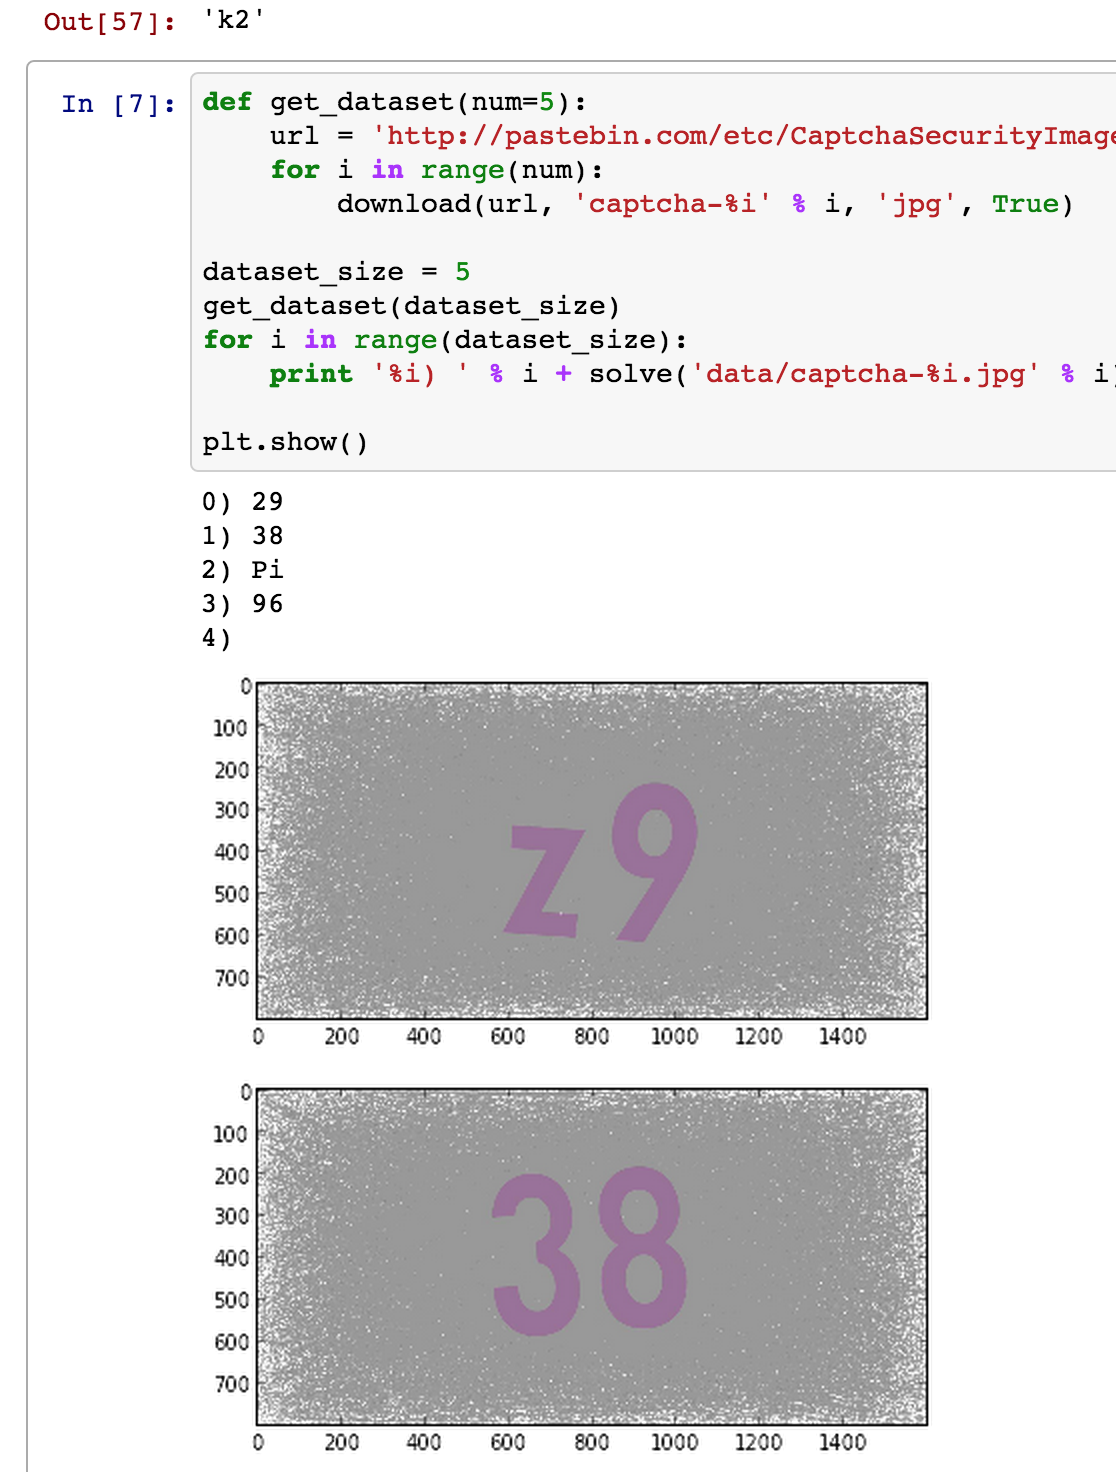 Out[57]: 'k2'
In [7]: def get_dataset(num=5):
    url = 'http://pastebin.com/etc/CaptchaSecurityImage
    for i in range(num):
        download(url, 'captcha-%i' % i, 'jpg', True)
dataset_size = 5
get_dataset(dataset_size)
for i in range(dataset_size):
    print '%i) ' % i + solve('data/captcha-%i.jpg' % i)
plt.show()
0) 29
1) 38
2) Pi
3) 96
4)
0
100
200
300
400
500
600
700
z9
0 200 400 600 800 1000 1200 1400
0
100
200
300
400
500
600
700
38
0 200 400 600 800 1000 1200 1400